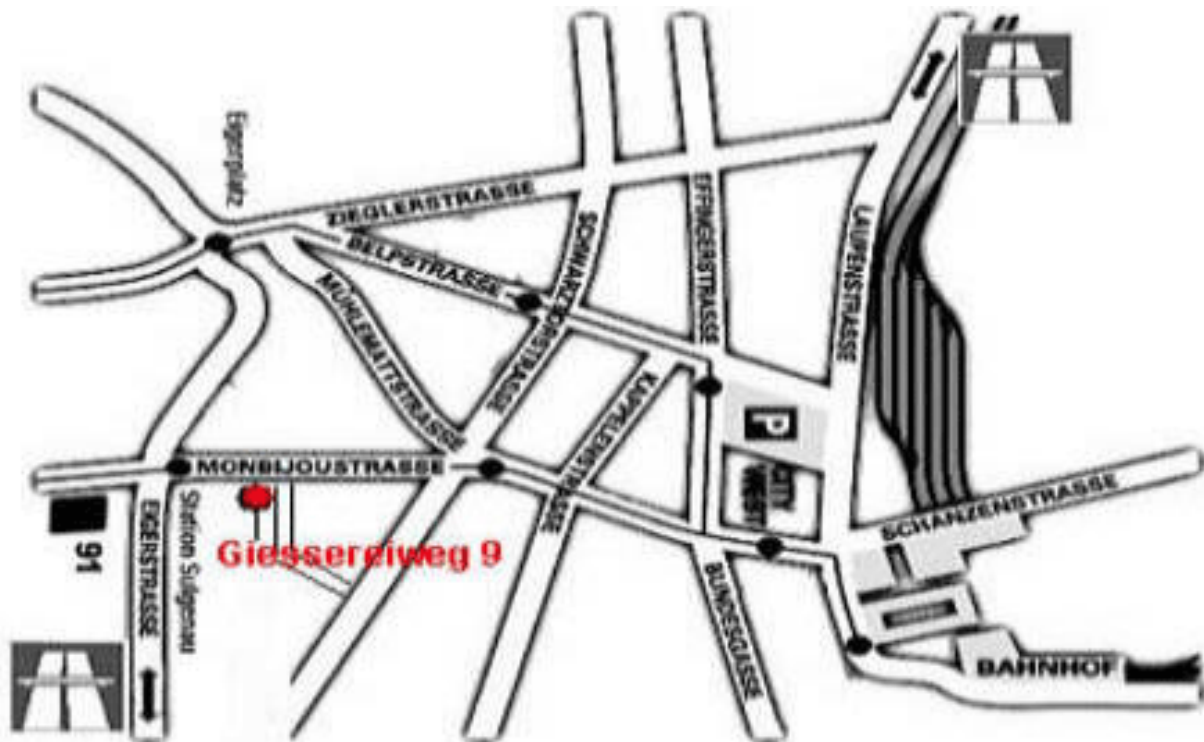 Eigerplatz
ZIEGLERSTRASSE
BELPSTRASSE
SCHWARZTORSTRASSE
EFFINGERSTRASSE
LAUPENSTRASSE
MÜHLEMATTSTRASSE
KAPPELENSTRASSE
P
CITY
WEST
MONBIJOUSTRASSE
SCHANZENSTRASSE
91
EIGERSTRASSE
Station Sulgenau
Giessereiweg 9
BUNDESGASSE
BAHNHOF